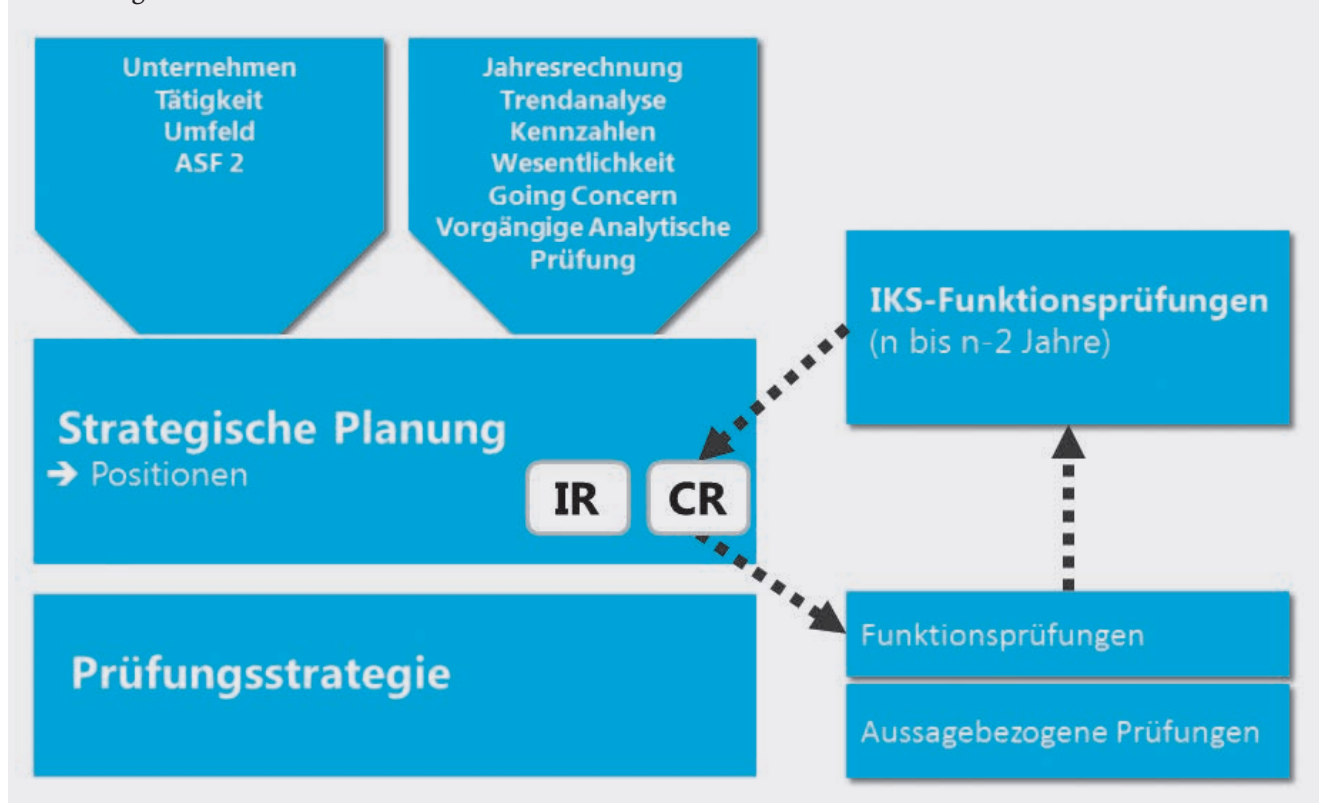 Unternehmen
Tätigkeit
Umfeld
ASF 2
Jahresrechnung
Trendanalyse
Kennzahlen
Wesentlichkeit
Going Concern
Vorgängige Analytische
Prüfung
IKS-Funktionsprüfungen
(n bis n-2 Jahre)
Strategische Planung
➔ Positionen
IR
CR
Prüfungsstrategie
Funktionsprüfungen
Aussagebezogene Prüfungen